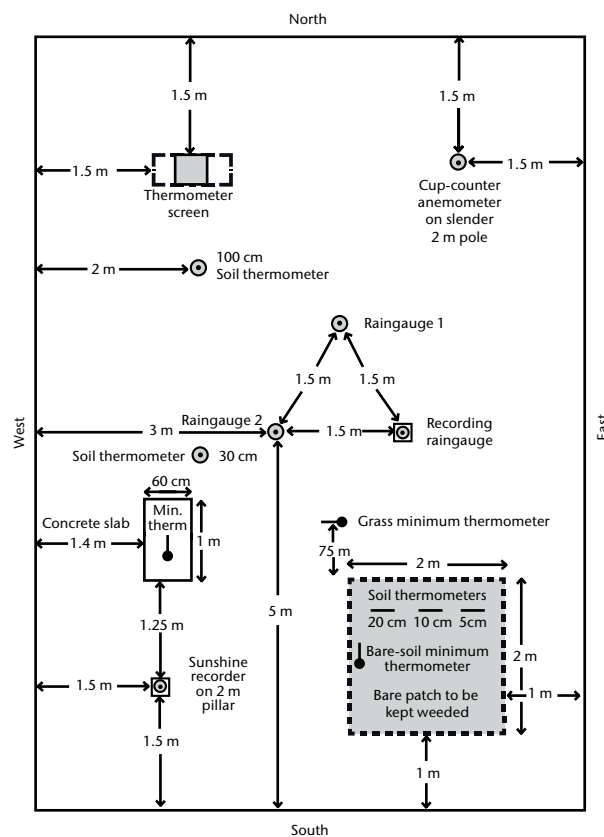 North
1.5 m
1.5 m
1.5 m
1.5 m
Thermometer
screen
Cup-counter
anemometer
on slender
2 m pole
100 cm
Soil thermometer
2 m
Raingauge 1
1.5 m
1.5 m
West
East
Raingauge 2
3 m
1.5 m
Recording
raingauge
Soil thermometer
30 cm
60 cm
Min.
therm
Concrete slab
1.4 m
1 m
Grass minimum thermometer
75 m
2 m
Soil thermometers
20 cm
10 cm
5cm
5 m
1.25 m
Bare-soil minimum
thermometer
2 m
Sunshine
recorder
on 2 m
pillar
1.5 m
Bare patch to be
kept weeded
1 m
1.5 m
1 m
South